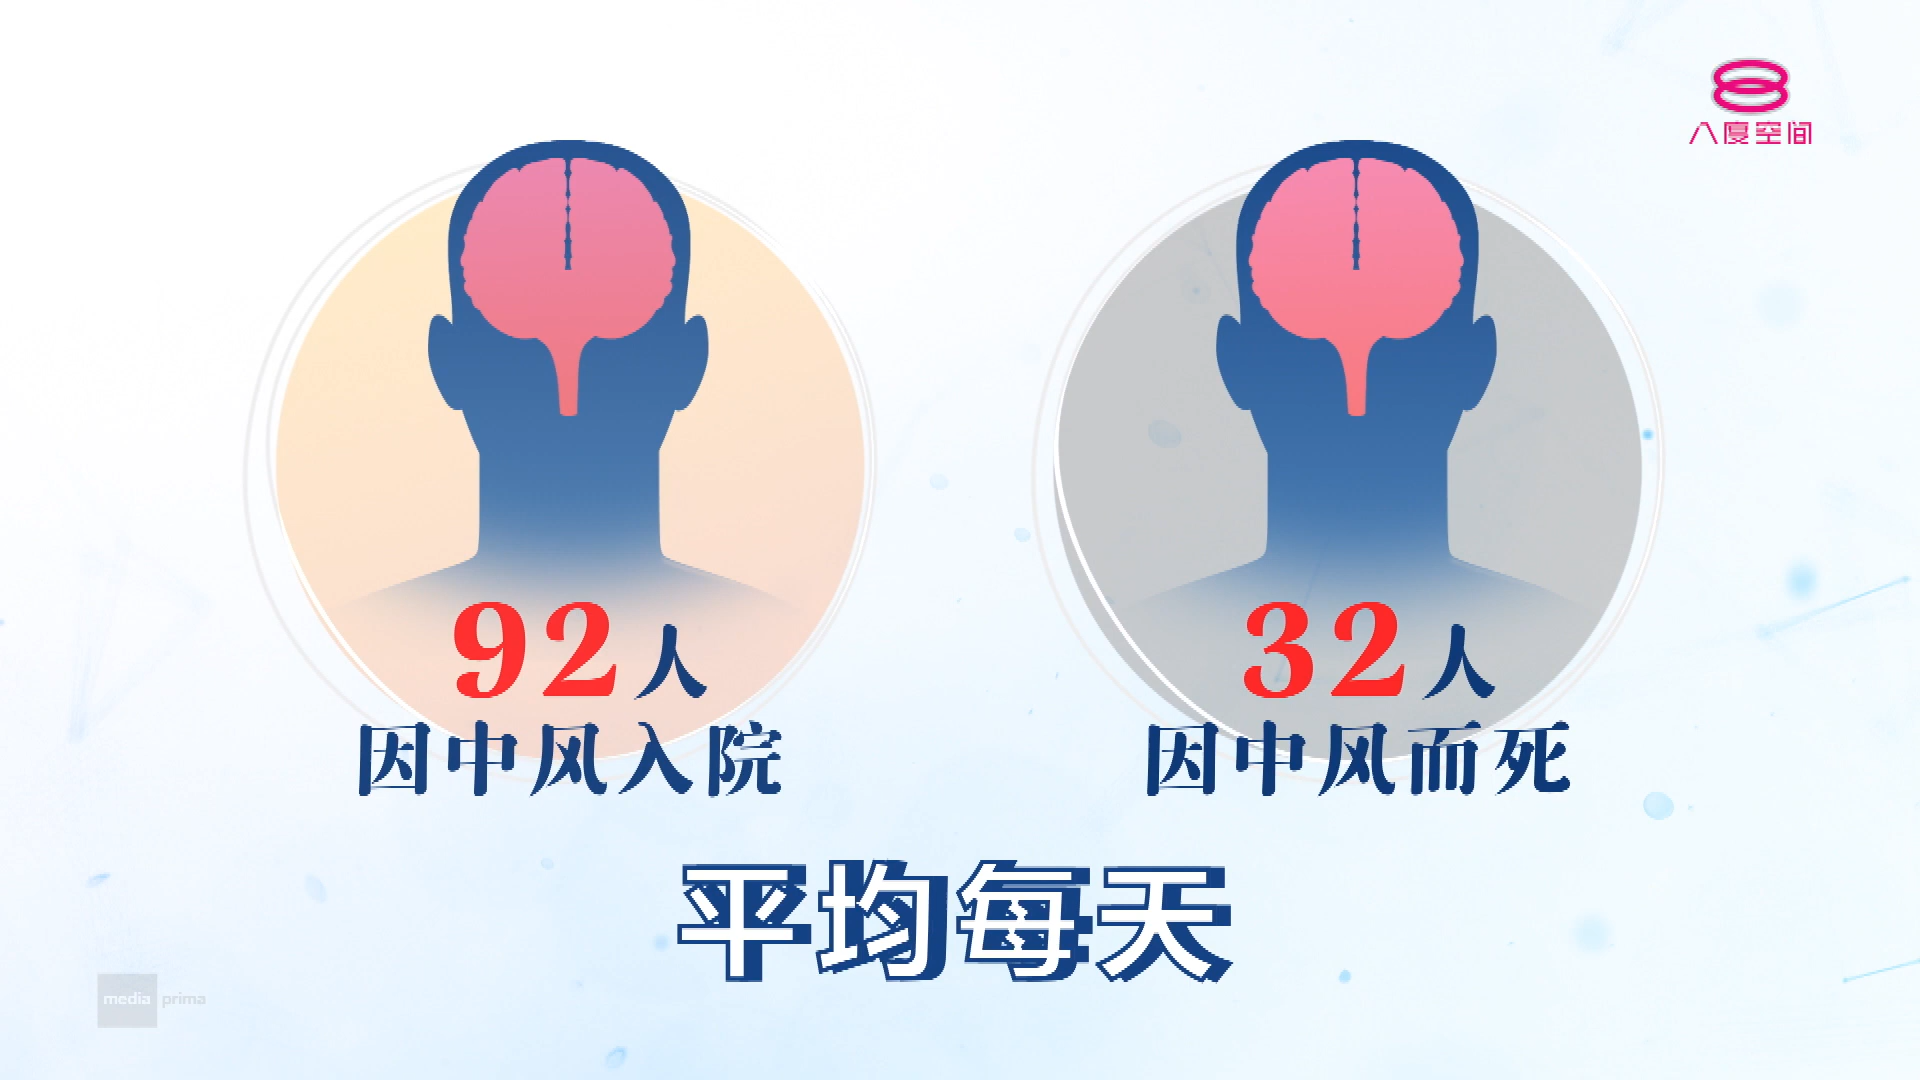 八度空间
92人
因中风入院
32人
因中风而死
平均每天
media prima